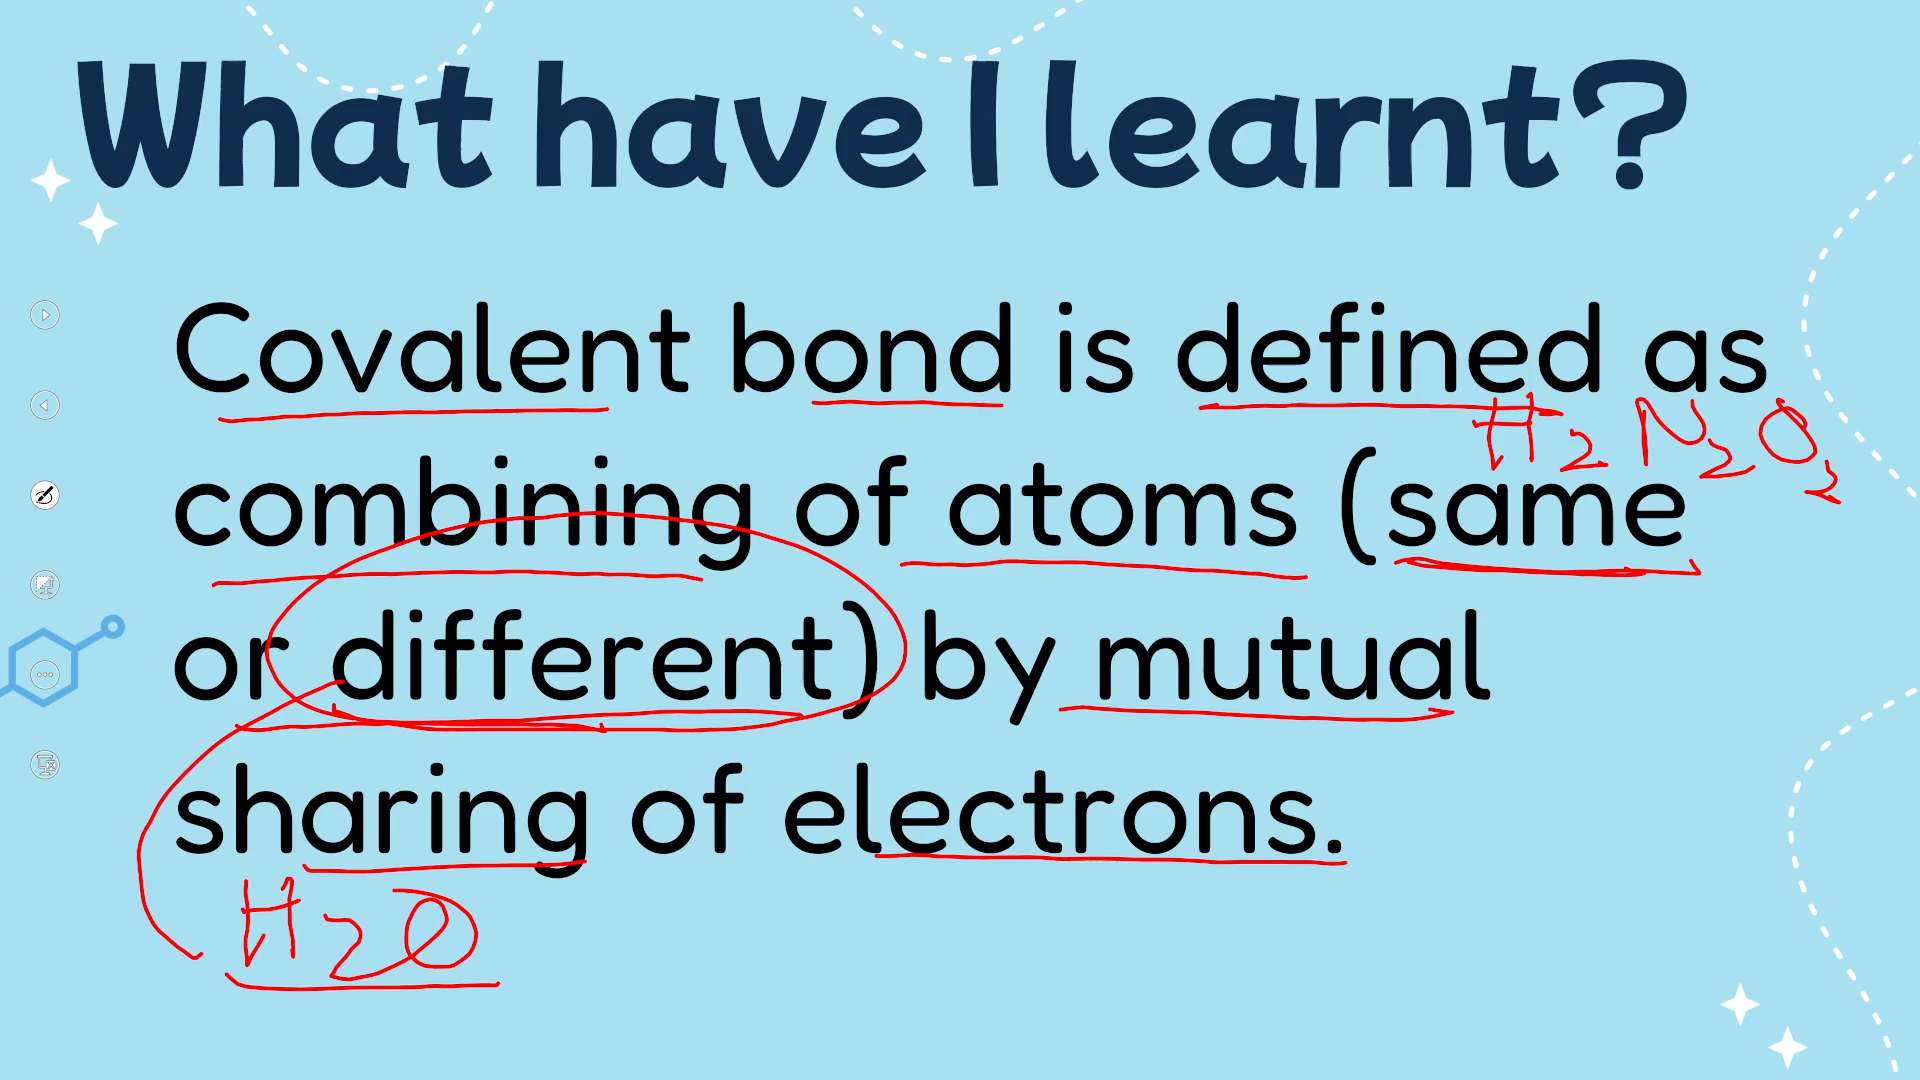 What have I learnt?
Covalent bond is defined as
H2 N2 O2
combining of atoms (same
or different) by mutual
sharing of electrons.
H2O